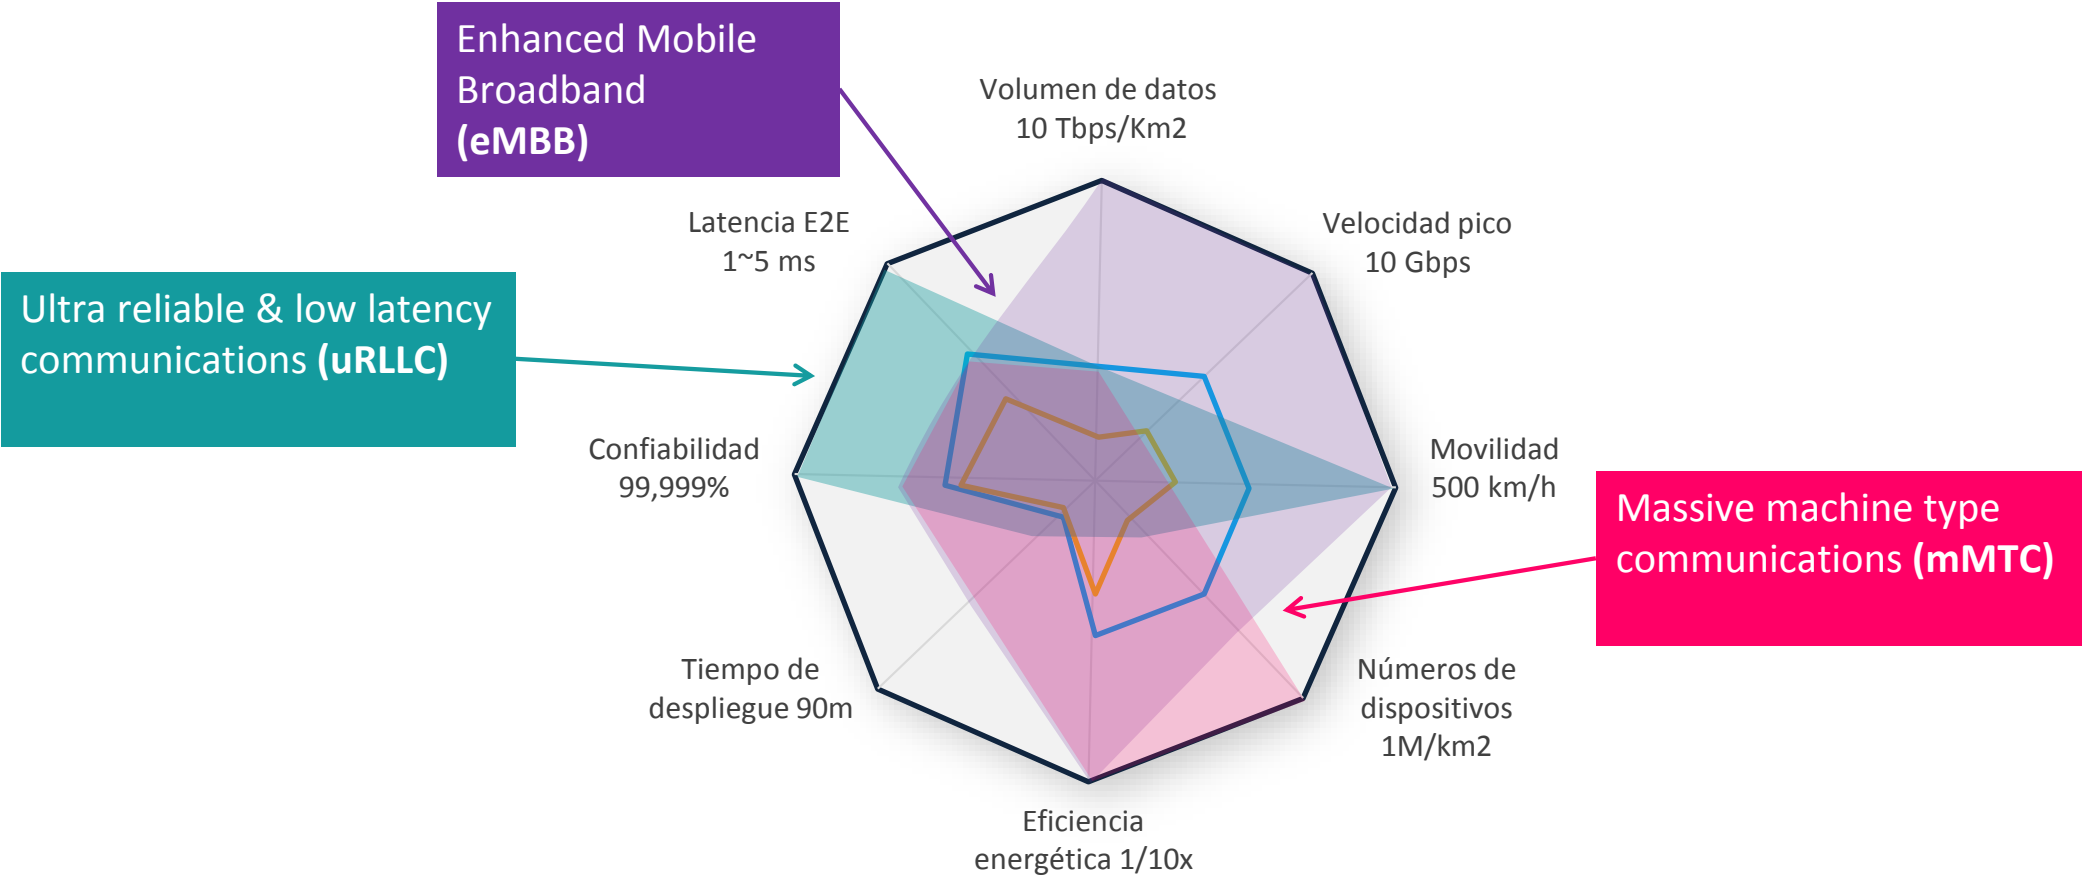 Enhanced Mobile
Broadband
(eMBB)
Volumen de datos
10 Tbps/Km2
Latencia E2E
1~5 ms
Velocidad pico
10 Gbps
Ultra reliable & low latency
communications (uRLLC)
Confiabilidad
99,999%
Movilidad
500 km/h
Massive machine type
communications (mMTC)
Tiempo de
despliegue 90m
Números de
dispositivos
1M/km2
Eficiencia
energética 1/10x